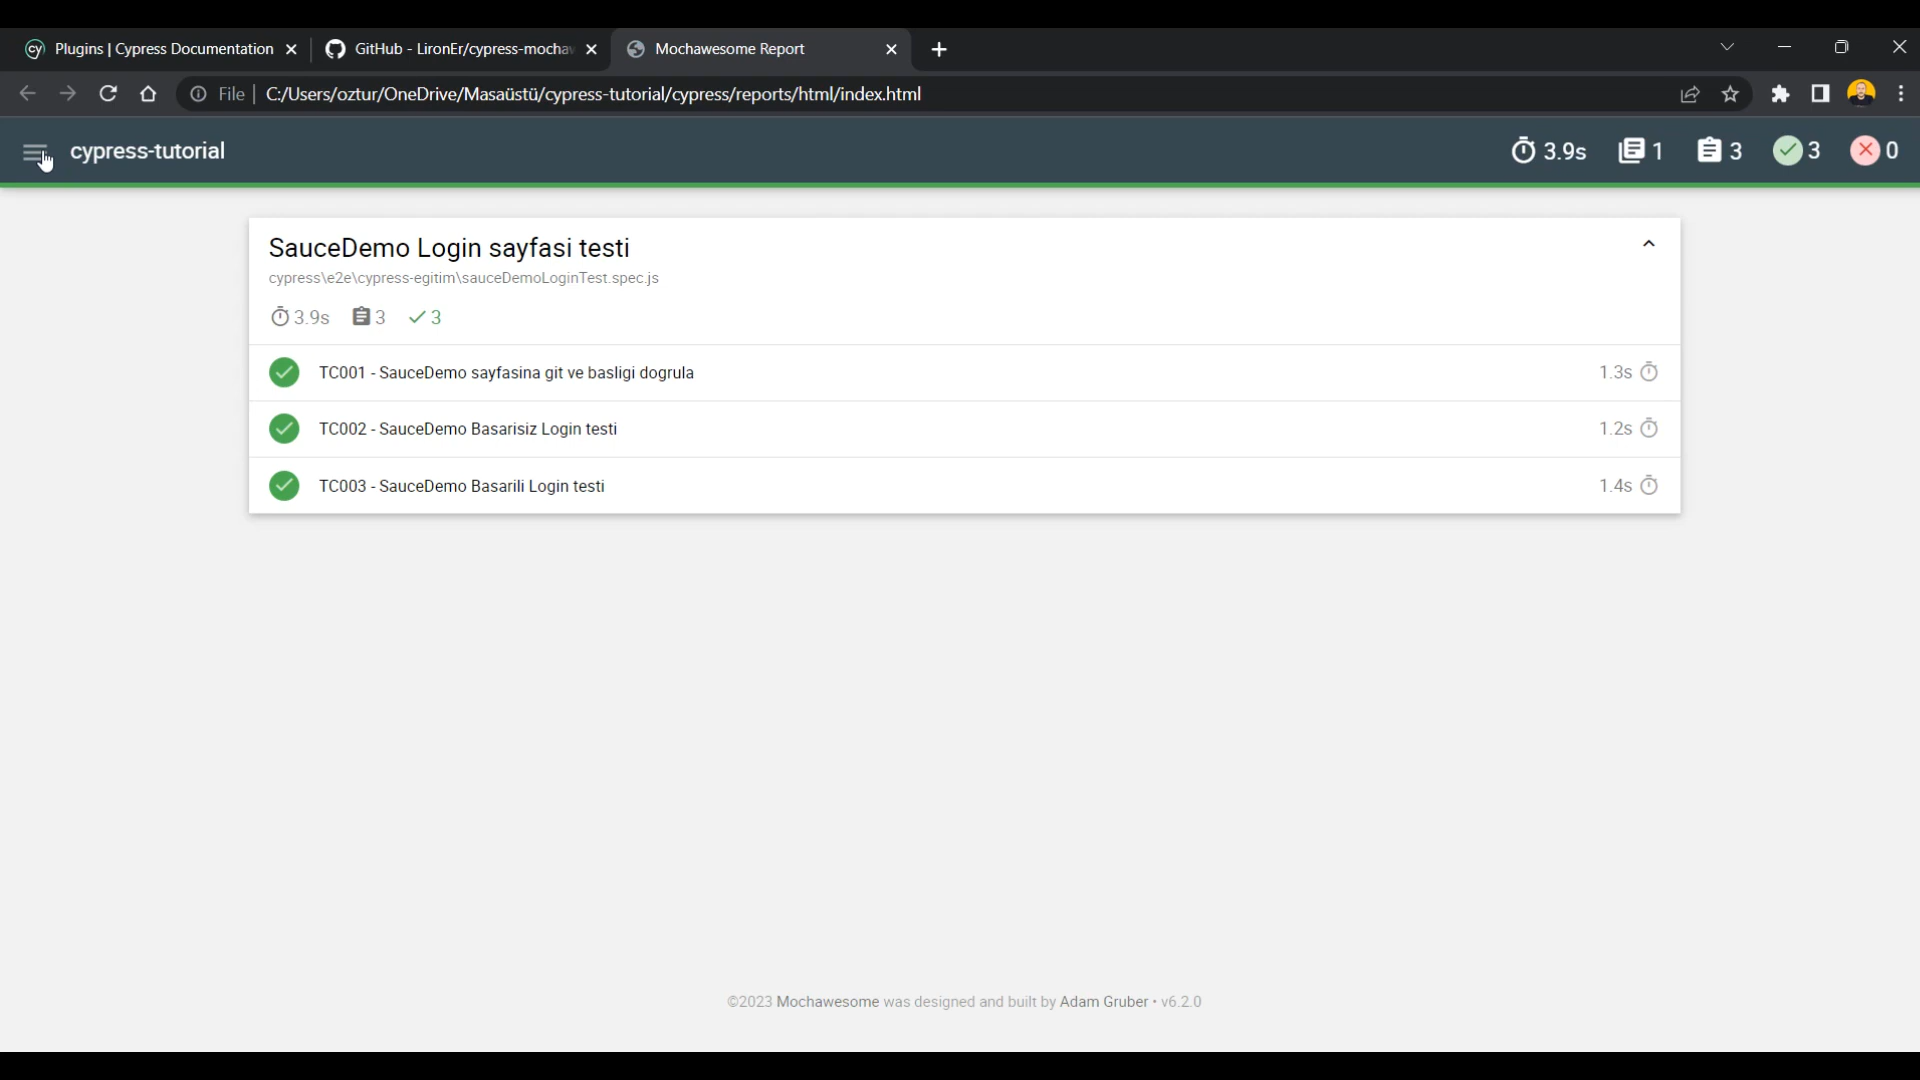 Plugins | Cypress Documentation
GitHub - LironEr/cypress-mochaw
Mochawesome Report
File
C:/Users/oztur/OneDrive/Masaüstü/cypress-tutorial/cypress/reports/html/index.html
cypress-tutorial
3.9s 1 3 3 0
SauceDemo Login sayfasi testi
cypress\e2e\cypress-egitim\sauceDemoLoginTest.spec.js
3.9s 3 3
TC001 - SauceDemo sayfasina git ve basligi dogrula 1.3s
TC002 - SauceDemo Basarisiz Login testi 1.2s
TC003 - SauceDemo Basarili Login testi 1.4s
©2023 Mochawesome was designed and built by Adam Gruber • v6.2.0